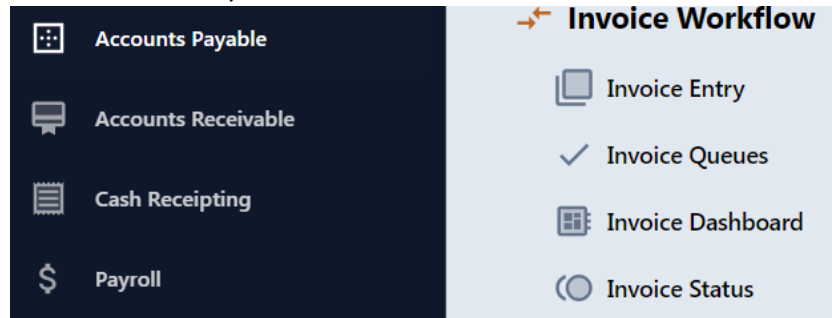 Accounts Payable
Accounts Receivable
Cash Receipting
Payroll
Invoice Workflow
Invoice Entry
Invoice Queues
Invoice Dashboard
Invoice Status